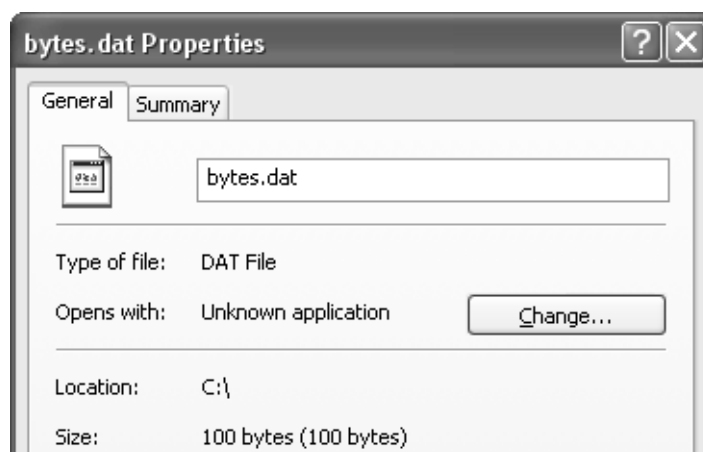 bytes.dat Properties
General Summary
bytes.dat
Type of file: DAT File
Opens with: Unknown application Change...
Location: C:\
Size: 100 bytes (100 bytes)